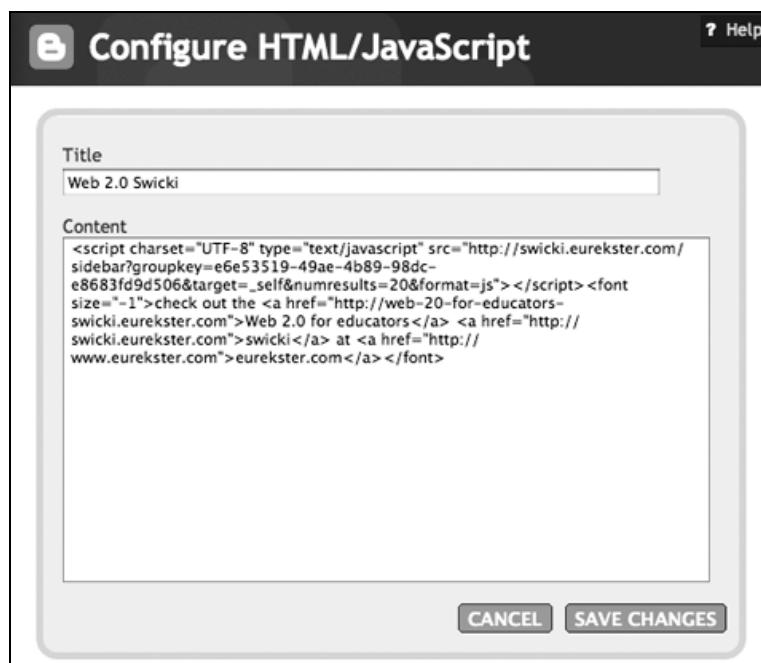 ? Help
Configure HTML/JavaScript
Title
Web 2.0 Swicki
Content
<script charset="UTF-8" type="text/javascript" src="http://swicki.eurekster.com/
sidebar?groupkey=e6e53519-49ae-4b89-98dc-
e8683fd9d506&target=_self&numresults=20&format=js"></script><font
size="-1">check out the <a href="http://web-20-for-educators-
swicki.eurekster.com">Web 2.0 for educators</a> <a href="http://
swicki.eurekster.com">swicki</a> at <a href="http://
www.eurekster.com">eurekster.com</a></font>
CANCEL
SAVE CHANGES